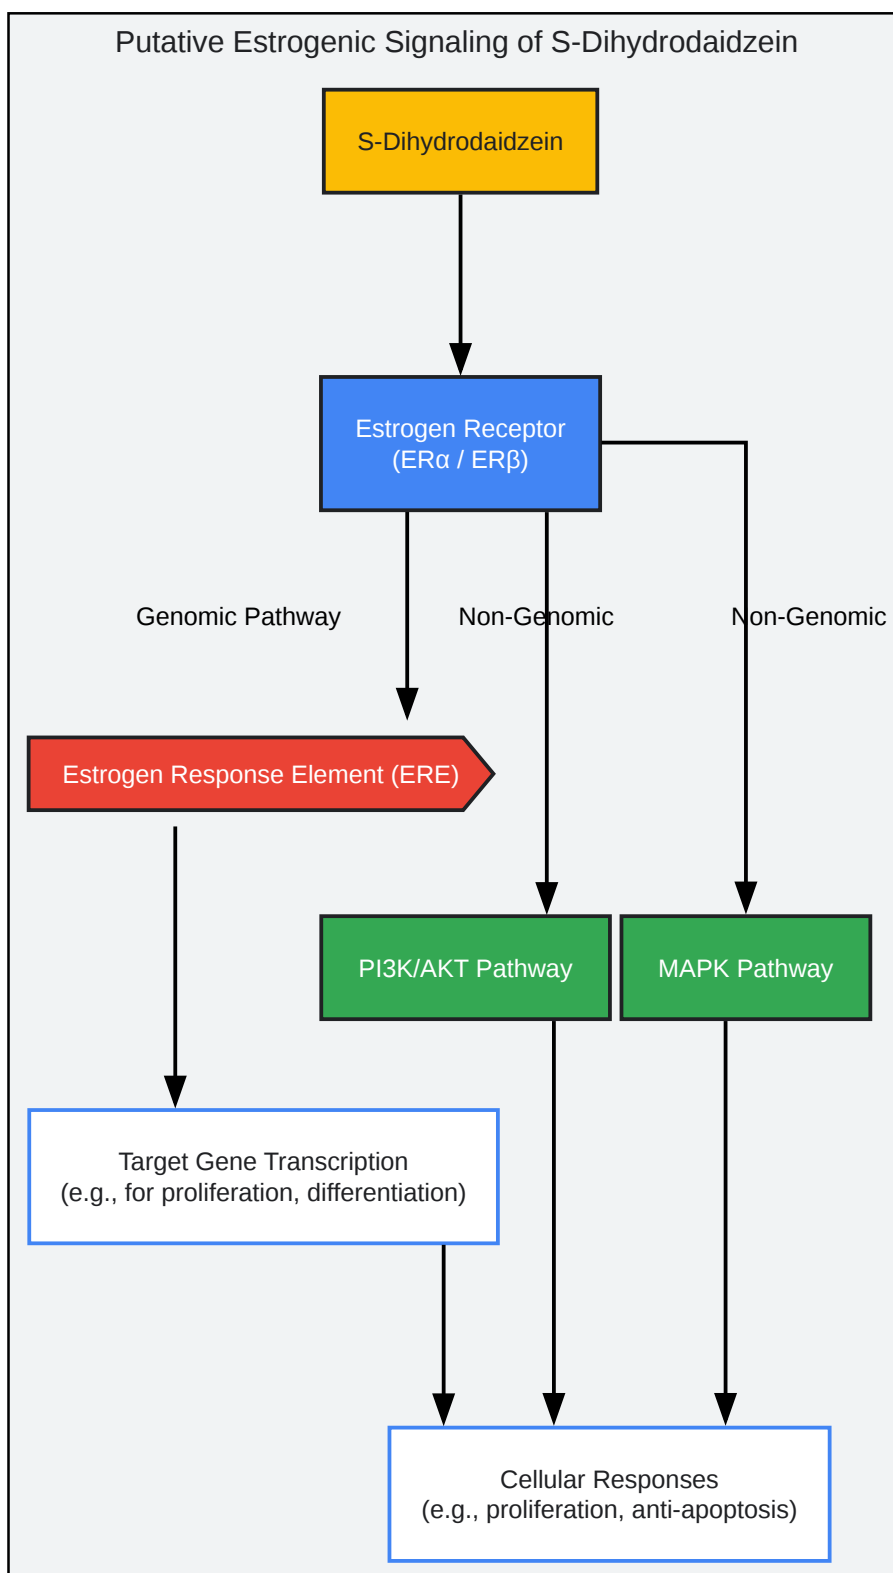 Putative Estrogenic Signaling of S-Dihydrodaidzein
S-Dihydrodaidzein
Estrogen Receptor
(ERα / ERβ)
Genomic Pathway
Non-Genomic
Non-Genomic
Estrogen Response Element (ERE)
PI3K/AKT Pathway
MAPK Pathway
Target Gene Transcription
(e.g., for proliferation, differentiation)
Cellular Responses
(e.g., proliferation, anti-apoptosis)